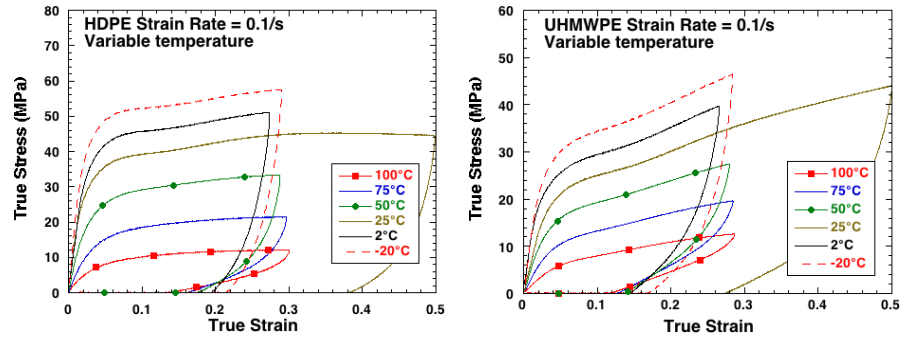 HDPE Strain Rate = 0.1/s
Variable temperature
80
70
60
50
40
30
20
10
0
True Stress (MPa)
100°C
75°C
50°C
25°C
2°C
-20°C
0 0.1 0.2 0.3 0.4 0.5
True Strain
UHMWPE Strain Rate = 0.1/s
Variable temperature
60
50
40
30
20
10
0
True Stress (MPa)
100°C
75°C
50°C
25°C
2°C
-20°C
0 0.1 0.2 0.3 0.4 0.5
True Strain